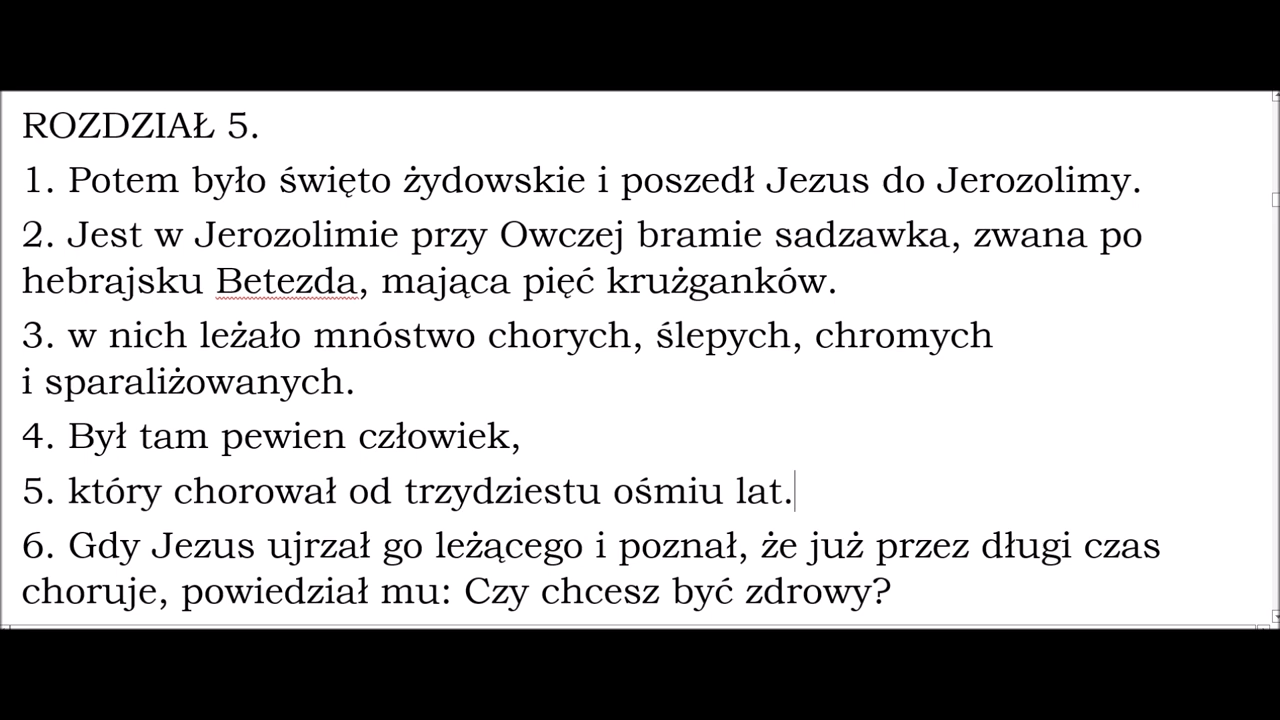 ROZDZIAŁ 5.
1. Potem było święto żydowskie i poszedł Jezus do Jerozolimy.
2. Jest w Jerozolimie przy Owczej bramie sadzawka, zwana po
hebrajsku Betezda, mająca pięć krużganków.
3. w nich leżało mnóstwo chorych, ślepych, chromych
i sparaliżowanych.
4. Był tam pewien człowiek,
5. który chorował od trzydziestu ośmiu lat.
6. Gdy Jezus ujrzał go leżącego i poznał, że już przez długi czas
choruje, powiedział mu: Czy chcesz być zdrowy?